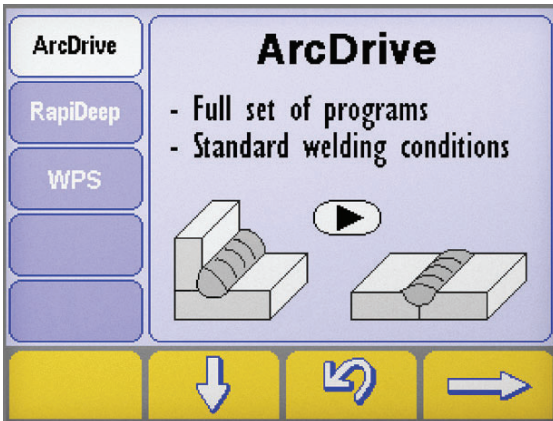 ArcDrive
RapiDeep
WPS
ArcDrive
- Full set of programs
- Standard welding conditions